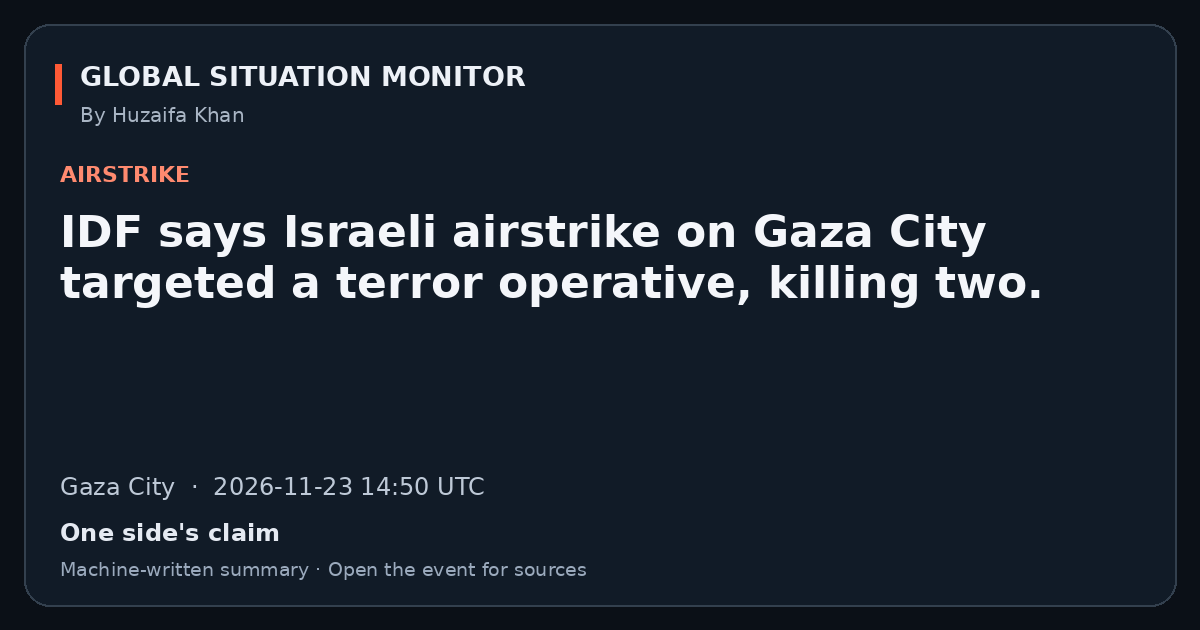 GLOBAL SITUATION MONITOR
By Huzaifa Khan
AIRSTRIKE
IDF says Israeli airstrike on Gaza City
targeted a terror operative, killing two.
Gaza City · 2026-11-23 14:50 UTC
One side's claim
Machine-written summary · Open the event for sources